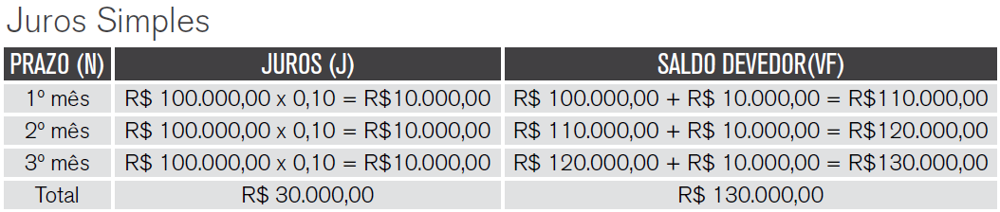 Juros Simples
PRAZO (N) JUROS (J) SALDO DEVEDOR(VF)
1º mês R$ 100.000,00 x 0,10 = R$10.000,00 R$ 100.000,00 + R$ 10.000,00 = R$110.000,00
2º mês R$ 100.000,00 x 0,10 = R$10.000,00 R$ 110.000,00 + R$ 10.000,00 = R$120.000,00
3º mês R$ 100.000,00 x 0,10 = R$10.000,00 R$ 120.000,00 + R$ 10.000,00 = R$130.000,00
Total R$ 30.000,00 R$ 130.000,00